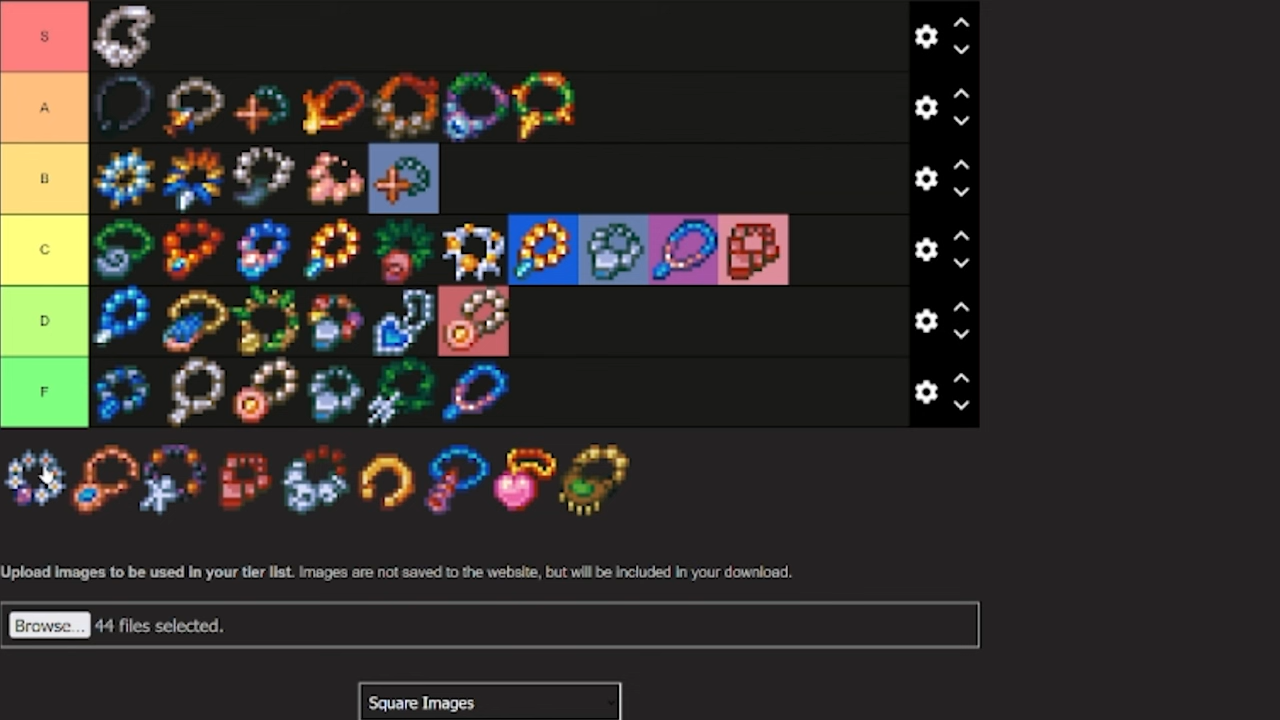 S
A
B
C
D
F
Upload images to be used in your tier list. Images are not saved to the website, but will be included in your download.
Browse... 44 files selected.
Square Images